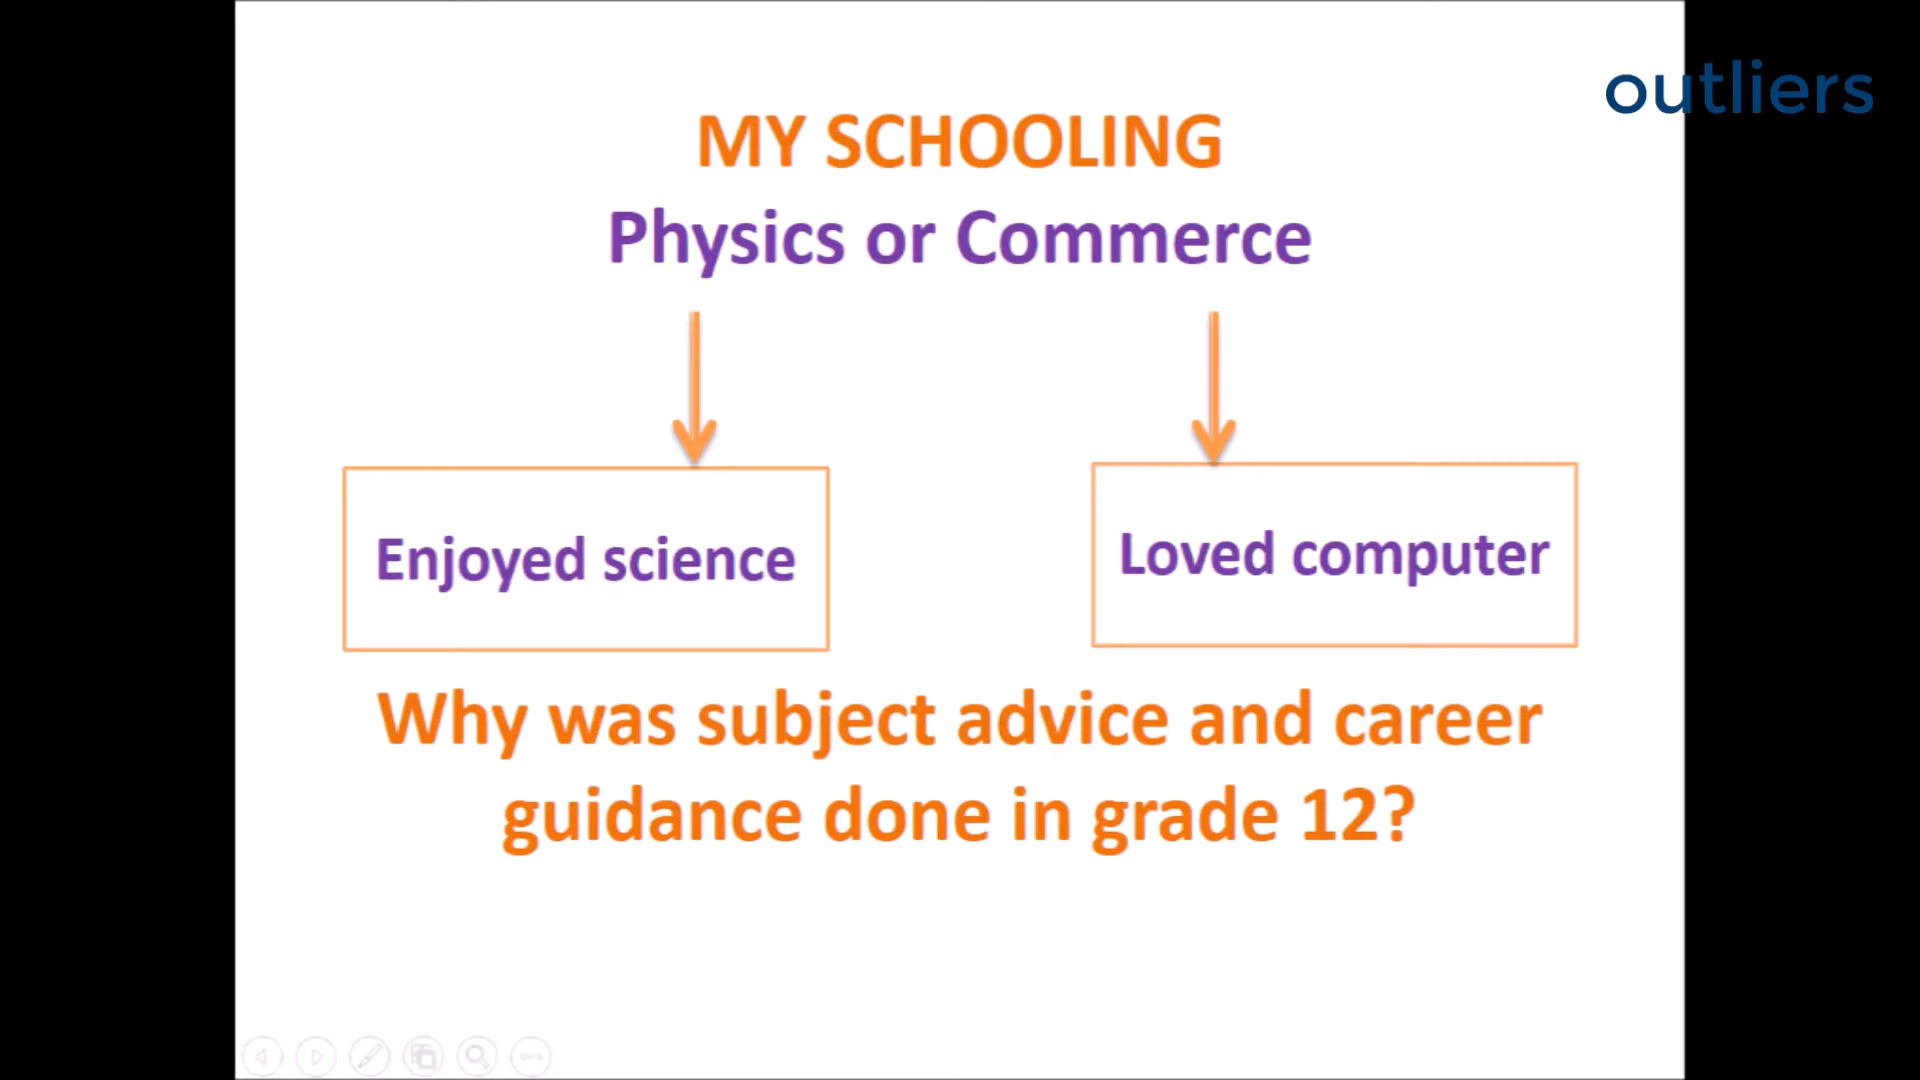 outliers
MY SCHOOLING
Physics or Commerce
Enjoyed science
Loved computer
Why was subject advice and career
guidance done in grade 12?